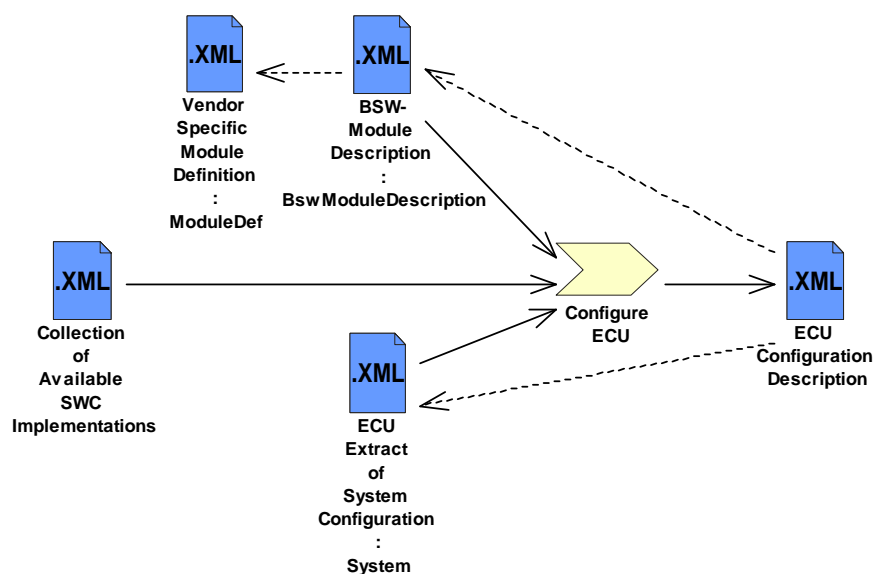 .XML
Vendor
Specific
Module
Definition
:
ModuleDef
.XML
BSW-
Module
Description
:
BswModuleDescription
.XML
Collection
of
Available
SWC
Implementations
Configure
ECU
.XML
ECU
Configuration
Description
.XML
ECU
Extract
of
System
Configuration
:
System